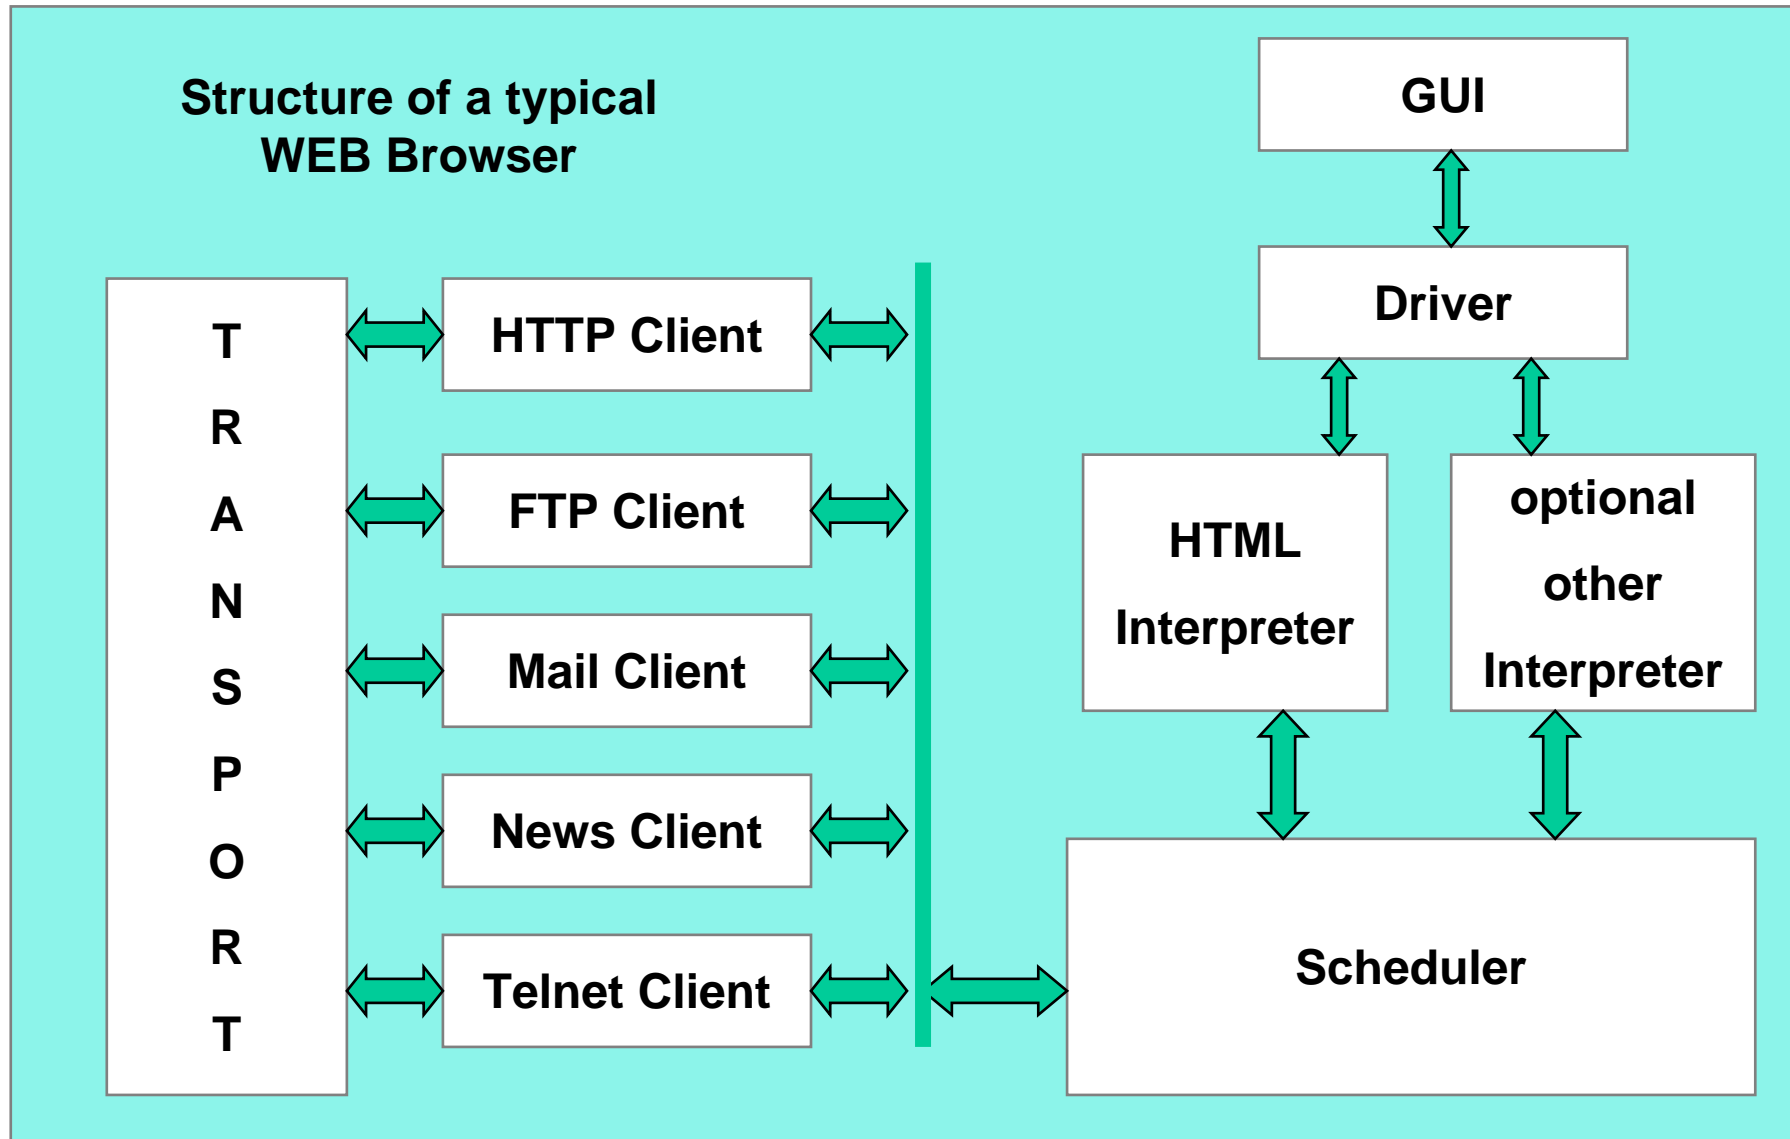 Structure of a typical
WEB Browser
GUI
Driver
T
R
A
N
S
P
O
R
T
HTTP Client
FTP Client
Mail Client
News Client
Telnet Client
HTML
Interpreter
optional
other
Interpreter
Scheduler